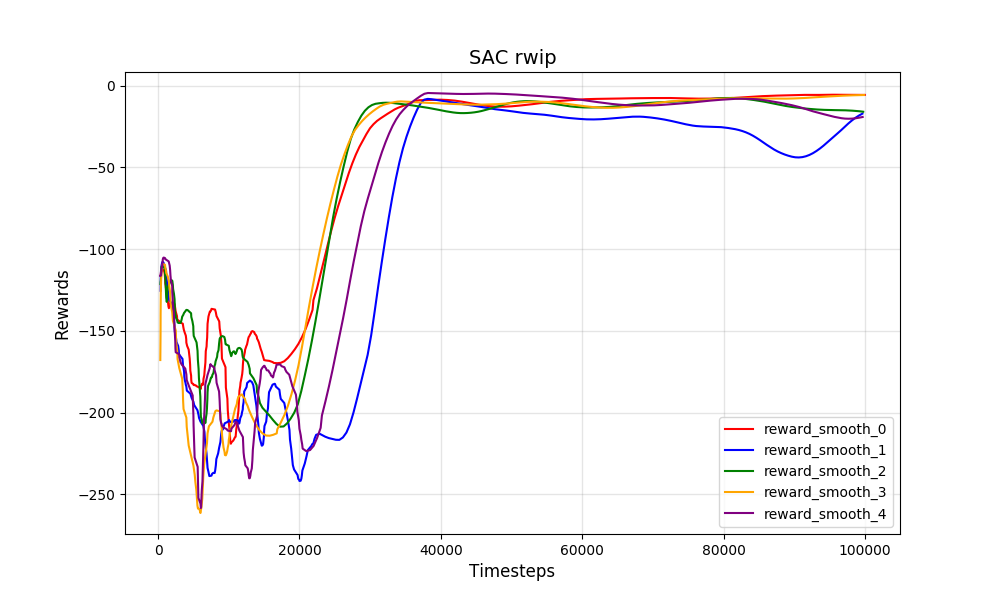 SAC rwip
Rewards
0
−50
−100
−150
−200
−250
0
20000
40000
60000
80000
100000
Timesteps
reward_smooth_0
reward_smooth_1
reward_smooth_2
reward_smooth_3
reward_smooth_4